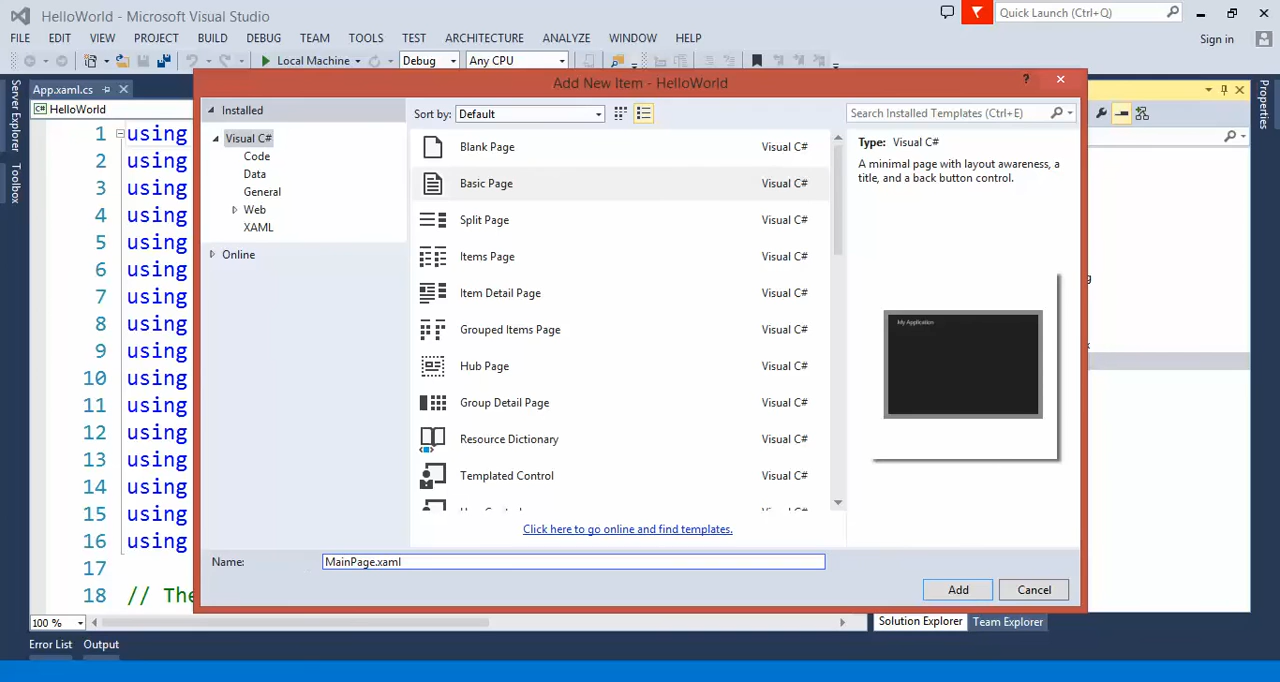 HelloWorld - Microsoft Visual Studio
Quick Launch (Ctrl+Q)
FILE EDIT VIEW PROJECT BUILD DEBUG TEAM TOOLS TEST ARCHITECTURE ANALYZE WINDOW HELP
Sign in
Local Machine Debug Any CPU
Server Explorer
Toolbox
Properties
App.xaml.cs
HelloWorld
1 using
2 using
3 using
4 using
5 using
6 using
7 using
8 using
9 using
10 using
11 using
12 using
13 using
14 using
15 using
16 using
17
18 // The
Add New Item - HelloWorld
?
Installed
Visual C#
Code
Data
General
Web
XAML
Online
Sort by: Default
Blank Page Visual C#
Basic Page Visual C#
Split Page Visual C#
Items Page Visual C#
Item Detail Page Visual C#
Grouped Items Page Visual C#
Hub Page Visual C#
Group Detail Page Visual C#
Resource Dictionary Visual C#
Templated Control Visual C#
Click here to go online and find templates.
Search Installed Templates (Ctrl+E)
Type: Visual C#
A minimal page with layout awareness, a
title, and a back button control.
My Application
Name: MainPage.xaml
Add Cancel
100 %
Solution Explorer Team Explorer
Error List Output